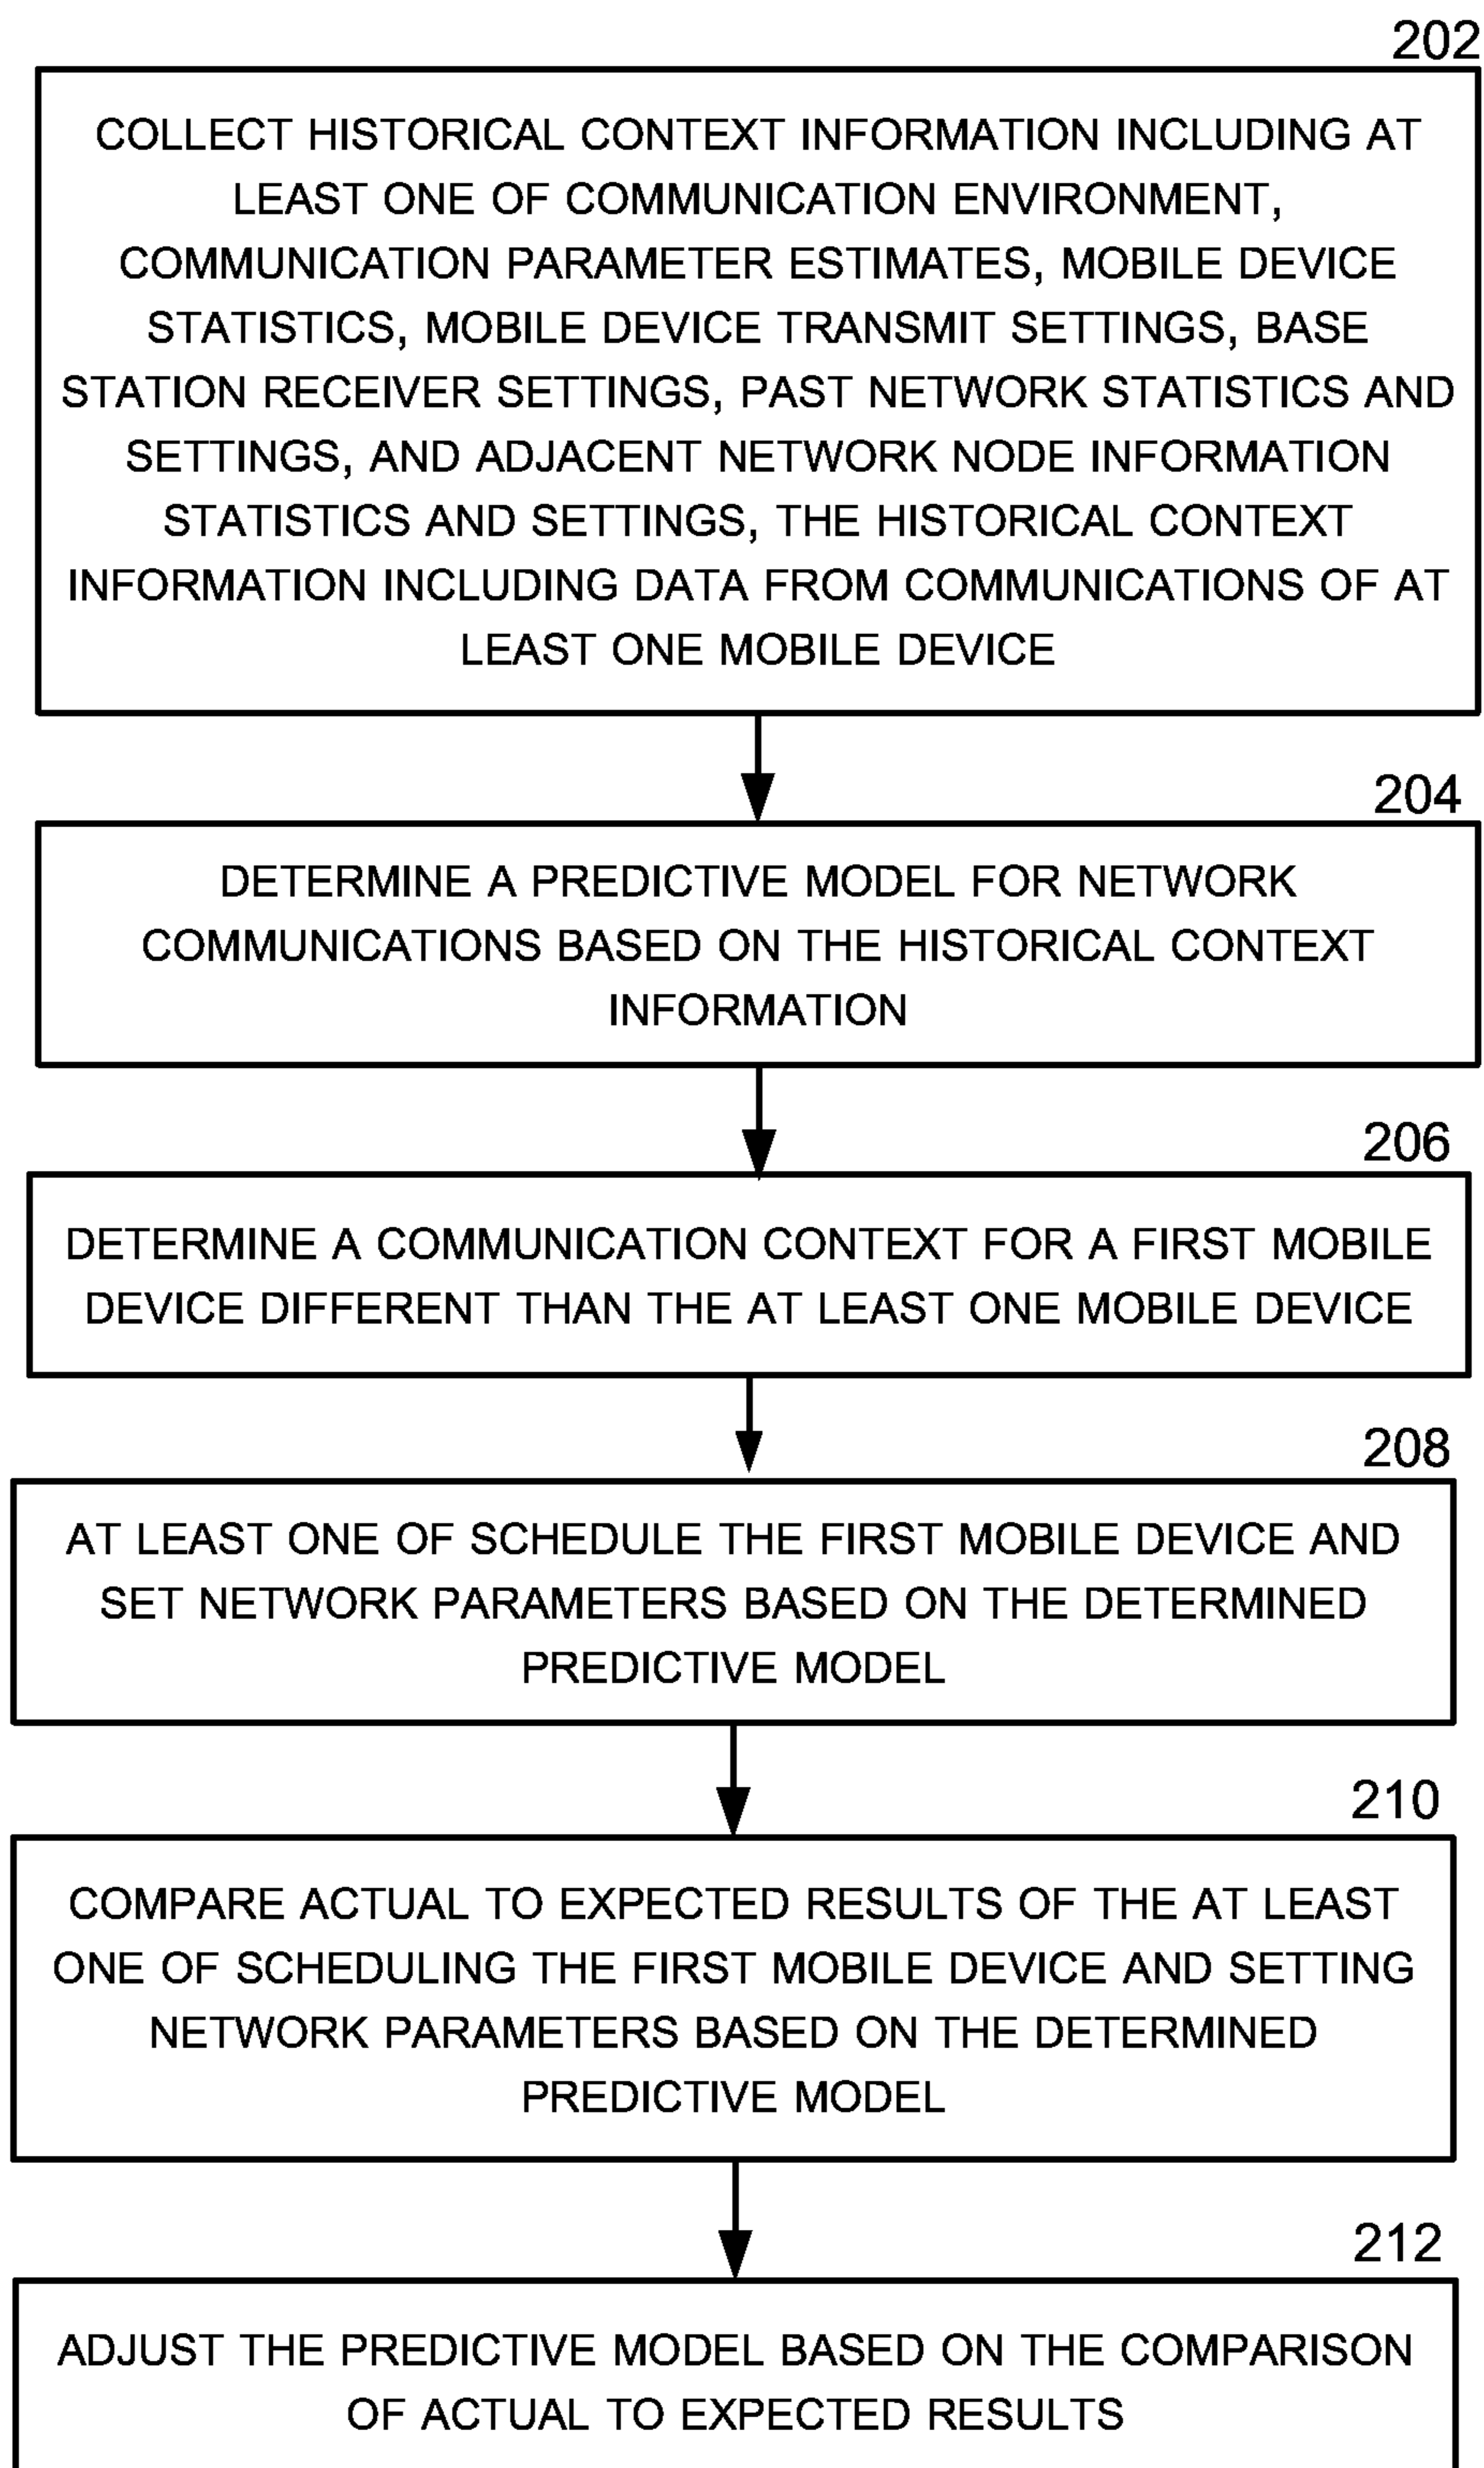 202
COLLECT HISTORICAL CONTEXT INFORMATION INCLUDING AT
LEAST ONE OF COMMUNICATION ENVIRONMENT,
COMMUNICATION PARAMETER ESTIMATES, MOBILE DEVICE
STATISTICS, MOBILE DEVICE TRANSMIT SETTINGS, BASE
STATION RECEIVER SETTINGS, PAST NETWORK STATISTICS AND
SETTINGS, AND ADJACENT NETWORK NODE INFORMATION
STATISTICS AND SETTINGS, THE HISTORICAL CONTEXT
INFORMATION INCLUDING DATA FROM COMMUNICATIONS OF AT
LEAST ONE MOBILE DEVICE
204
DETERMINE A PREDICTIVE MODEL FOR NETWORK
COMMUNICATIONS BASED ON THE HISTORICAL CONTEXT
INFORMATION
206
DETERMINE A COMMUNICATION CONTEXT FOR A FIRST MOBILE
DEVICE DIFFERENT THAN THE AT LEAST ONE MOBILE DEVICE
208
AT LEAST ONE OF SCHEDULE THE FIRST MOBILE DEVICE AND
SET NETWORK PARAMETERS BASED ON THE DETERMINED
PREDICTIVE MODEL
210
COMPARE ACTUAL TO EXPECTED RESULTS OF THE AT LEAST
ONE OF SCHEDULING THE FIRST MOBILE DEVICE AND SETTING
NETWORK PARAMETERS BASED ON THE DETERMINED
PREDICTIVE MODEL
212
ADJUST THE PREDICTIVE MODEL BASED ON THE COMPARISON
OF ACTUAL TO EXPECTED RESULTS